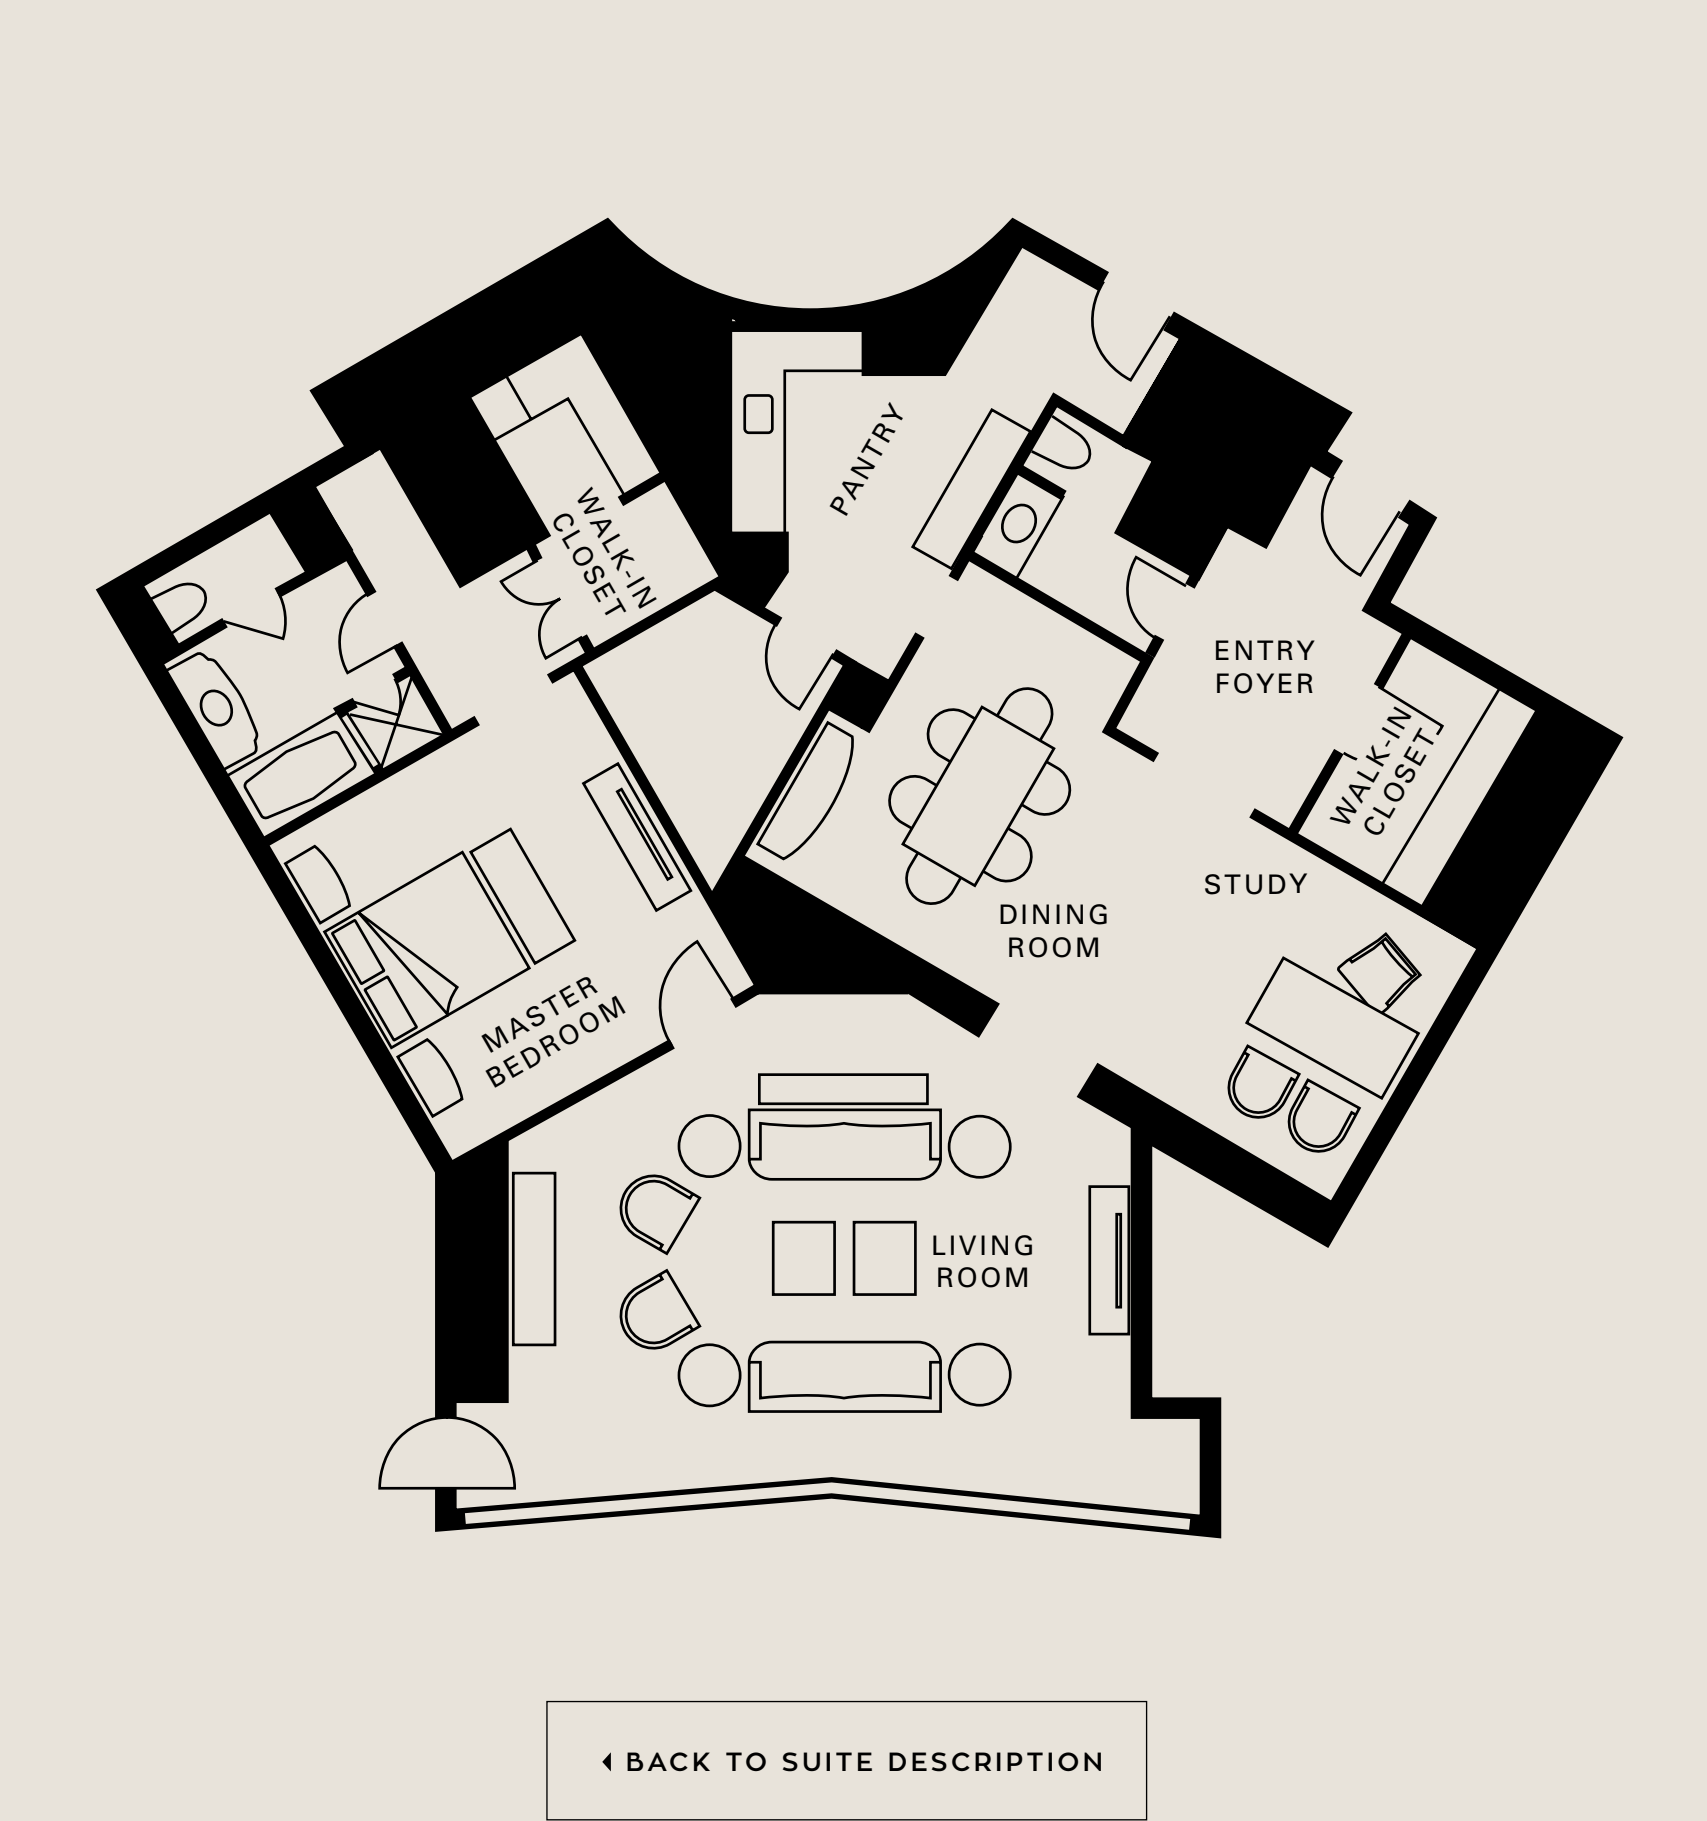 PANTRY
WALK-IN
CLOSET
ENTRY
FOYER
WALK-IN
CLOSET
STUDY
DINING
ROOM
MASTER
BEDROOM
LIVING
ROOM
BACK TO SUITE DESCRIPTION